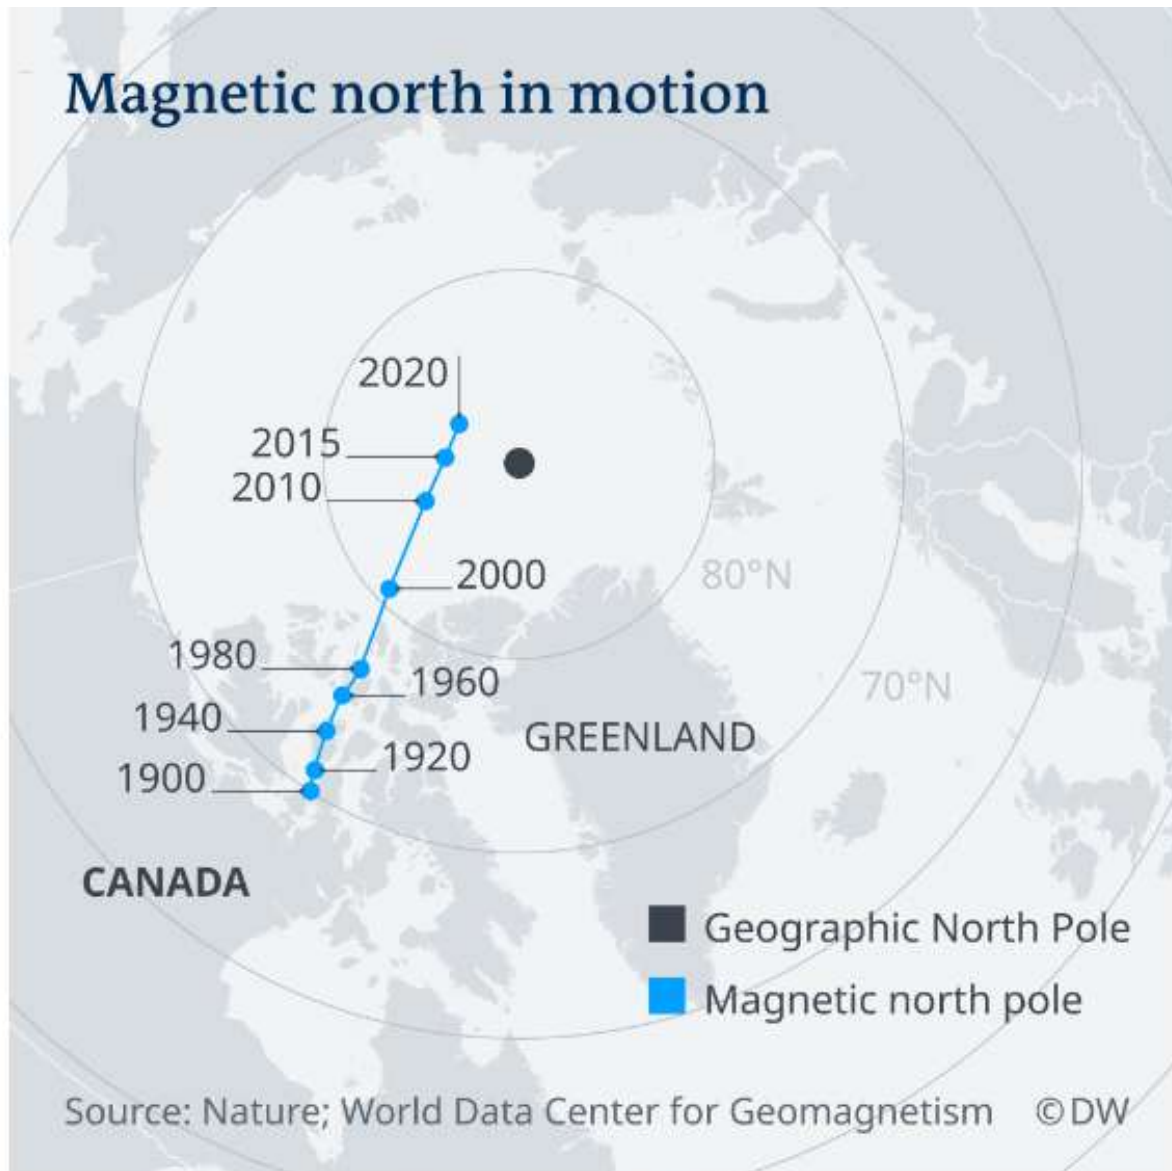 Magnetic north in motion
2020
2015
2010
2000
1980
1960
1940
1920
1900
80°N
70°N
GREENLAND
CANADA
Geographic North Pole
Magnetic north pole
Source: Nature; World Data Center for Geomagnetism © DW